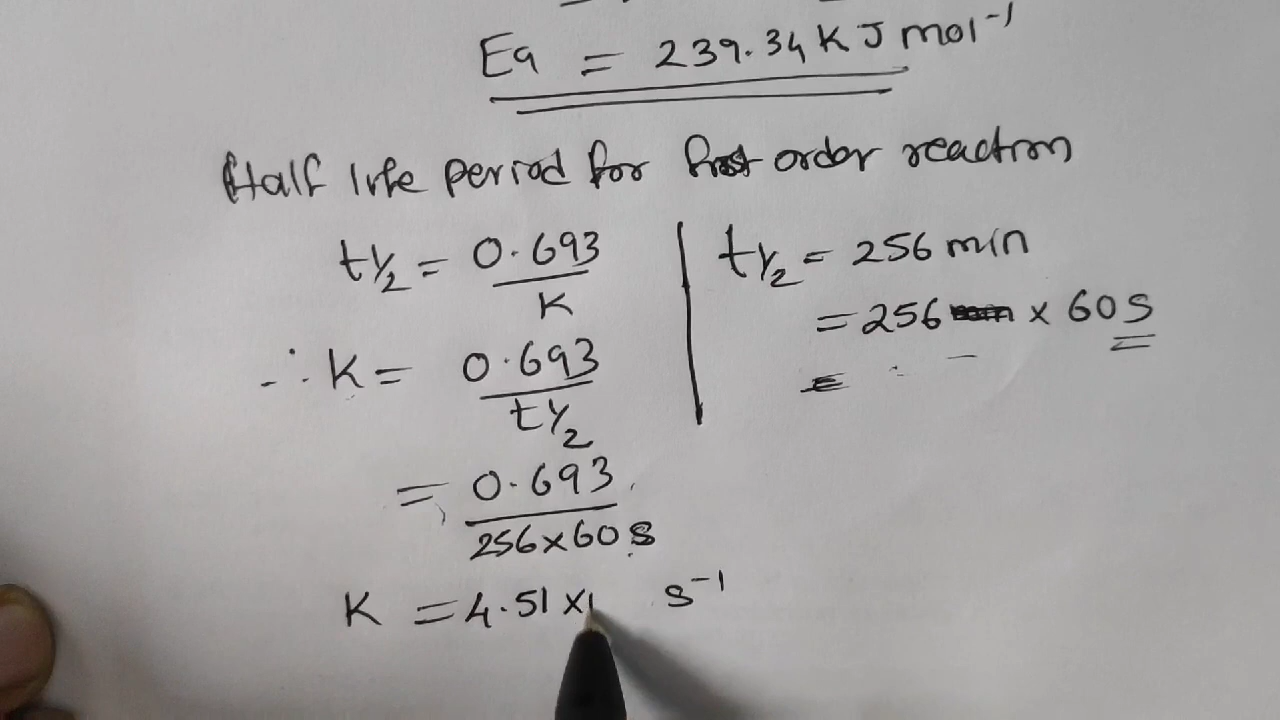 Ea = 239.34 KJ mol⁻¹
Half life period for first order reaction
t½ = 0.693
K
∴ K = 0.693
t½
= 0.693
256 × 60 s
K = 4.51 × s⁻¹
t½ = 256 min
= 256 × 60 s
=